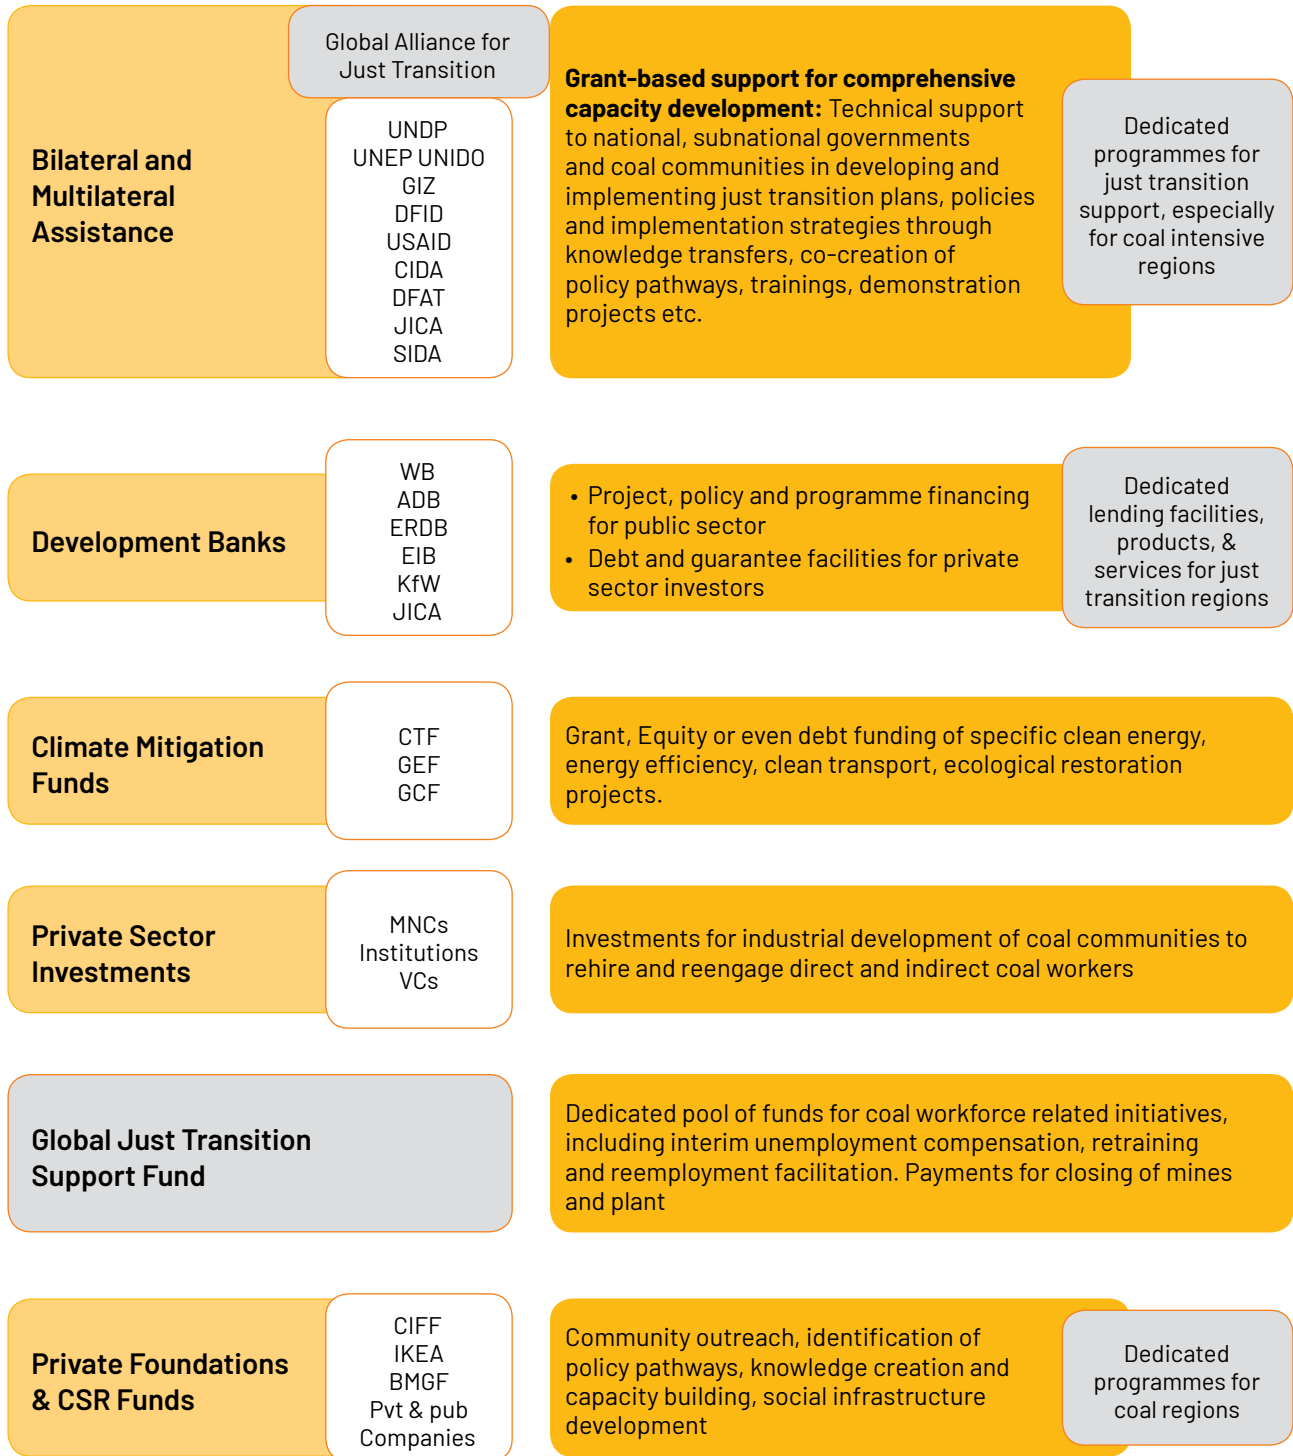 Global Alliance for
Just Transition
Bilateral and
Multilateral
Assistance
UNDP
UNEP UNIDO
GIZ
DFID
USAID
CIDA
DFAT
JICA
SIDA
Grant-based support for comprehensive
capacity development: Technical support
to national, subnational governments
and coal communities in developing and
implementing just transition plans, policies
and implementation strategies through
knowledge transfers, co-creation of
policy pathways, trainings, demonstration
projects etc.
Dedicated
programmes for
just transition
support, especially
for coal intensive
regions
Development Banks
WB
ADB
ERDB
EIB
KfW
JICA
• Project, policy and programme financing
for public sector
• Debt and guarantee facilities for private
sector investors
Dedicated
lending facilities,
products, &
services for just
transition regions
Climate Mitigation
Funds
CTF
GEF
GCF
Grant, Equity or even debt funding of specific clean energy,
energy efficiency, clean transport, ecological restoration
projects.
Private Sector
Investments
MNCs
Institutions
VCs
Investments for industrial development of coal communities to
rehire and reengage direct and indirect coal workers
Global Just Transition
Support Fund
Dedicated pool of funds for coal workforce related initiatives,
including interim unemployment compensation, retraining
and reemployment facilitation. Payments for closing of mines
and plant
Private Foundations
& CSR Funds
CIFF
IKEA
BMGF
Pvt & pub
Companies
Community outreach, identification of
policy pathways, knowledge creation and
capacity building, social infrastructure
development
Dedicated
programmes for
coal regions